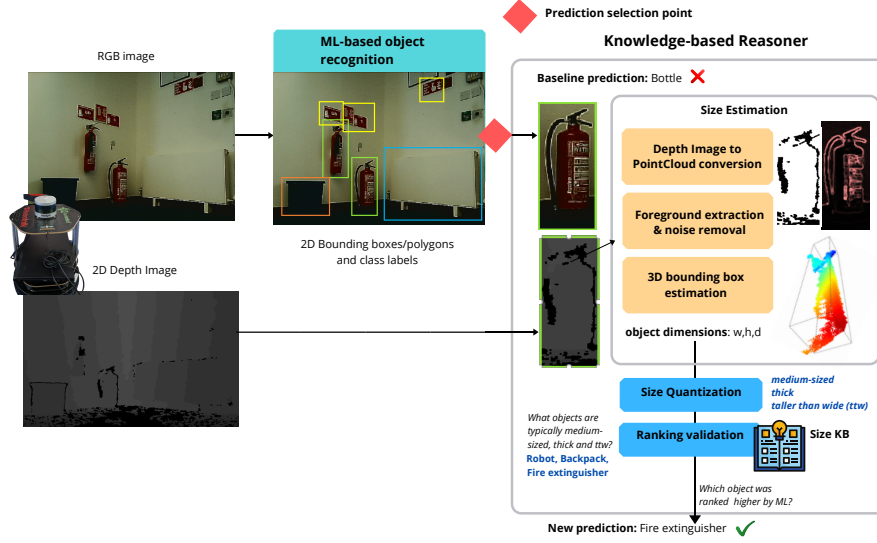 Prediction selection point
RGB image
ML-based object
recognition
Knowledge-based Reasoner
Baseline prediction: Bottle
Size Estimation
Depth Image to
PointCloud conversion
Foreground extraction
& noise removal
3D bounding box
estimation
object dimensions: w,h,d
2D Bounding boxes/polygons
and class labels
2D Depth Image
Size Quantization
medium-sized
thick
taller than wide (ttw)
What objects are
typically medium-
sized, thick and ttw?
Robot, Backpack,
Fire extinguisher
Ranking validation
Size KB
Which object was
ranked higher by ML?
New prediction: Fire extinguisher